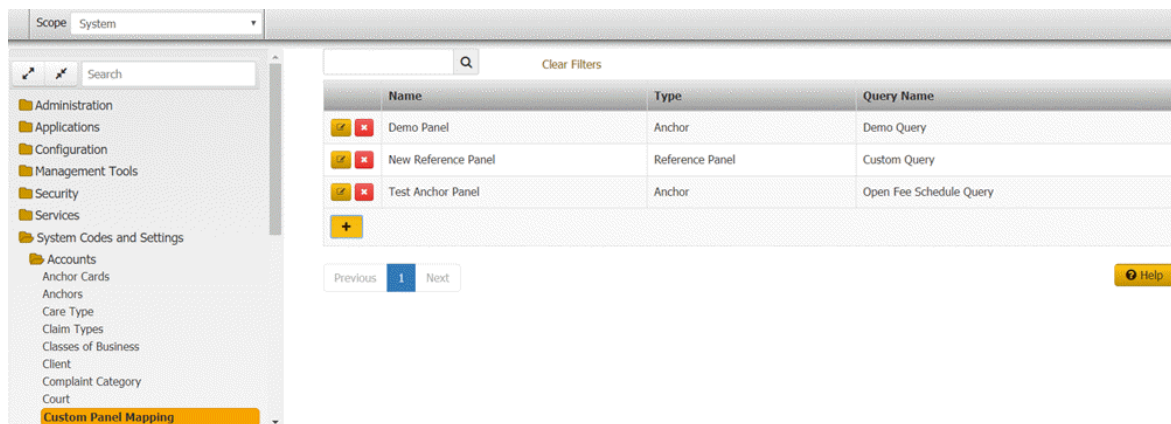 Scope System
Search
Administration
Applications
Configuration
Management Tools
Security
Services
System Codes and Settings
Accounts
Anchor Cards
Anchors
Care Type
Claim Types
Classes of Business
Client
Complaint Category
Court
Custom Panel Mapping
Clear Filters
Name Type Query Name
Demo Panel Anchor Demo Query
New Reference Panel Reference Panel Custom Query
Test Anchor Panel Anchor Open Fee Schedule Query
Previous 1 Next
Help